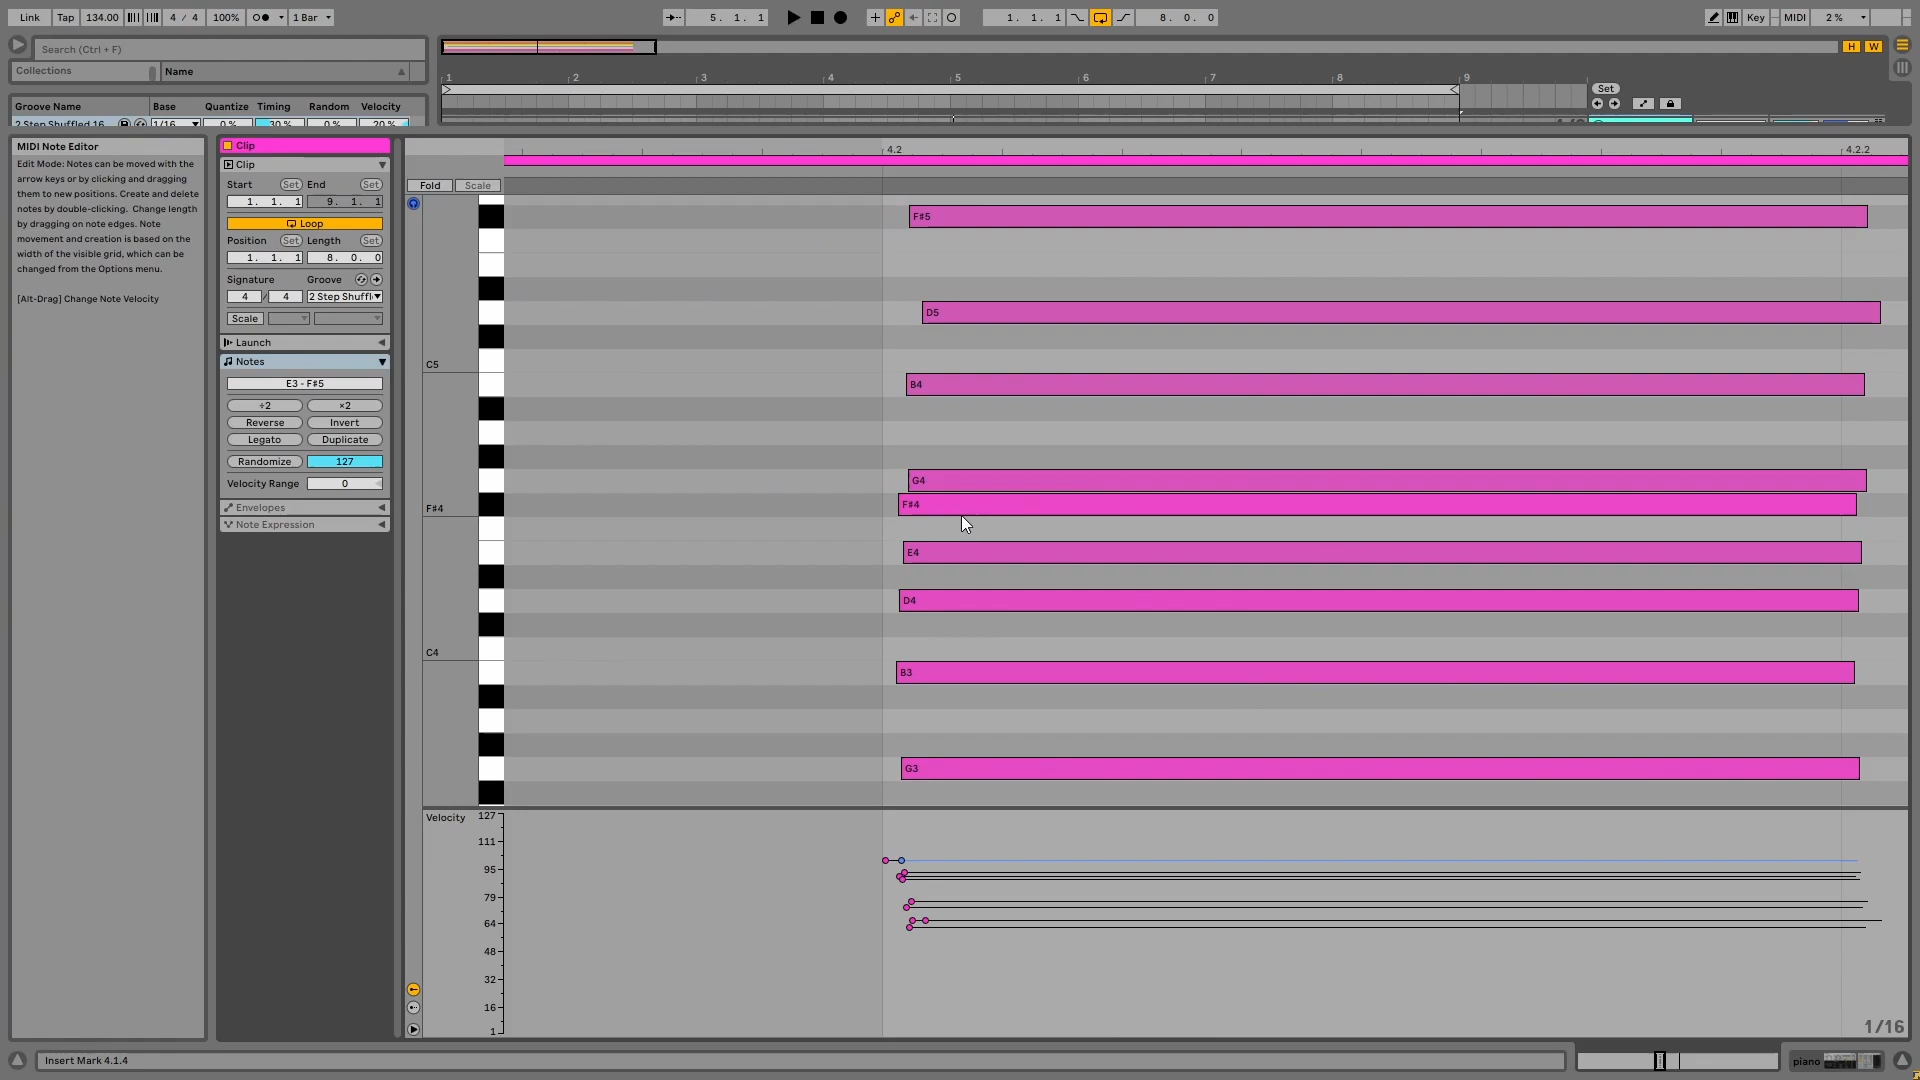 Link Tap 134.00 4 / 4 100% 1 Bar 5. 1. 1 1. 1. 1 8. 0. 0 Key MIDI 2 %
Search (Ctrl + F) H W
Collections Name
1 2 3 4 5 6 7 8 9
Set
Groove Name Base Quantize Timing Random Velocity
2 Step Shuffled 16 1/16 0 % 30 % 0 % 20 %
MIDI Note Editor
Edit Mode: Notes can be moved with the
arrow keys or by clicking and dragging
them to new positions. Create and delete
notes by double-clicking. Change length
by dragging on note edges. Note
movement and creation is based on the
width of the visible grid, which can be
changed from the Options menu.
[Alt-Drag] Change Note Velocity
Clip
Clip
Start Set End Set
1. 1. 1 9. 1. 1
Loop
Position Set Length Set
1. 1. 1 8. 0. 0
Signature Groove
4 / 4 2 Step Shuffl
Scale
Launch
Notes
E3 - F#5
÷2 ×2
Reverse Invert
Legato Duplicate
Randomize 127
Velocity Range 0
Envelopes
Note Expression
4.2 4.2.2
Fold Scale
F#5
D5
C5
B4
G4
F#4 F#4
E4
D4
C4
B3
G3
Velocity 127
111
95
79
64
48
32
16
1
1/16
Insert Mark 4.1.4
piano